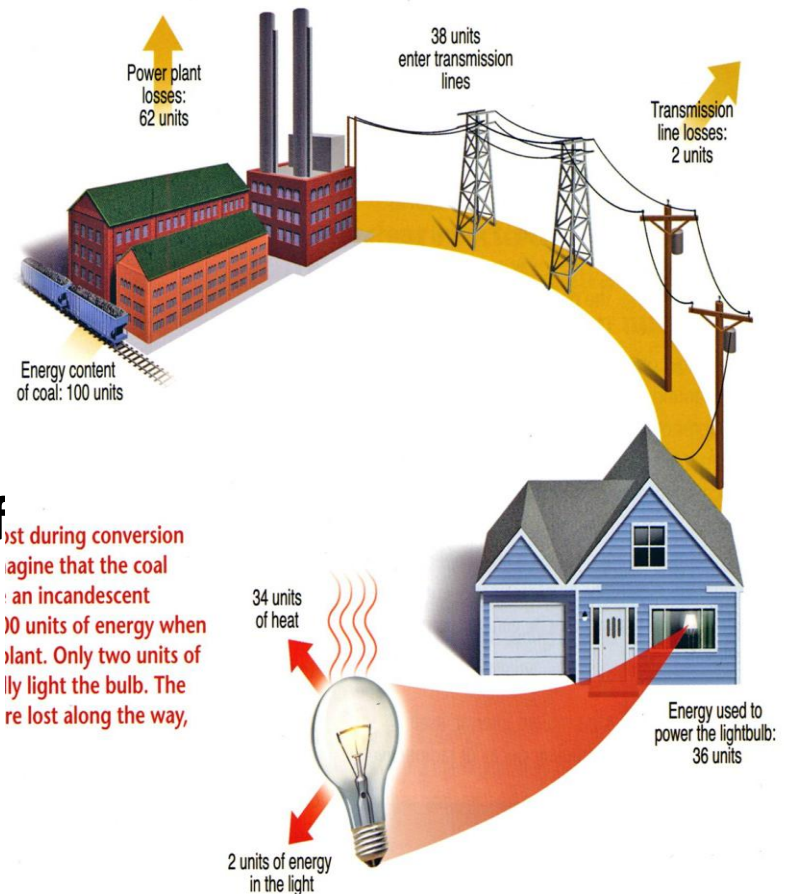 Power plant
losses:
62 units
38 units
enter transmission
lines
Transmission
line losses:
2 units
Energy content
of coal: 100 units
f
ost during conversion
agine that the coal
an incandescent
00 units of energy when
plant. Only two units of
lly light the bulb. The
re lost along the way,
34 units
of heat
Energy used to
power the lightbulb:
36 units
2 units of energy
in the light